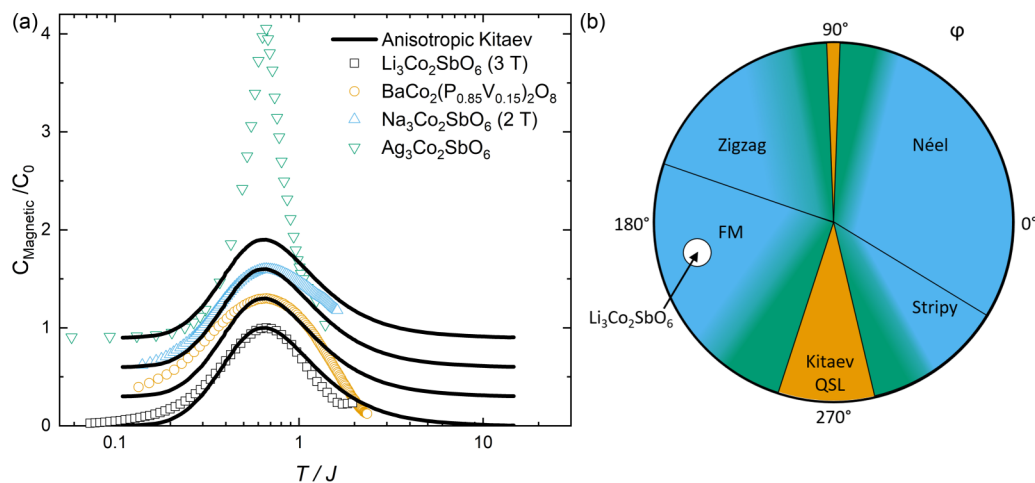 (a)
Anisotropic Kitaev
Li₃Co₂SbO₆ (3 T)
BaCo₂(P₀.₈₅V₀.₁₅)₂O₈
Na₃Co₂SbO₆ (2 T)
Ag₃Co₂SbO₆
C_Magnetic/C₀
4
3
2
1
0
0.1
1
10
T / J
(b)
90°
φ
Zigzag
Néel
180°
FM
0°
Li₃Co₂SbO₆
Stripy
Kitaev
QSL
270°